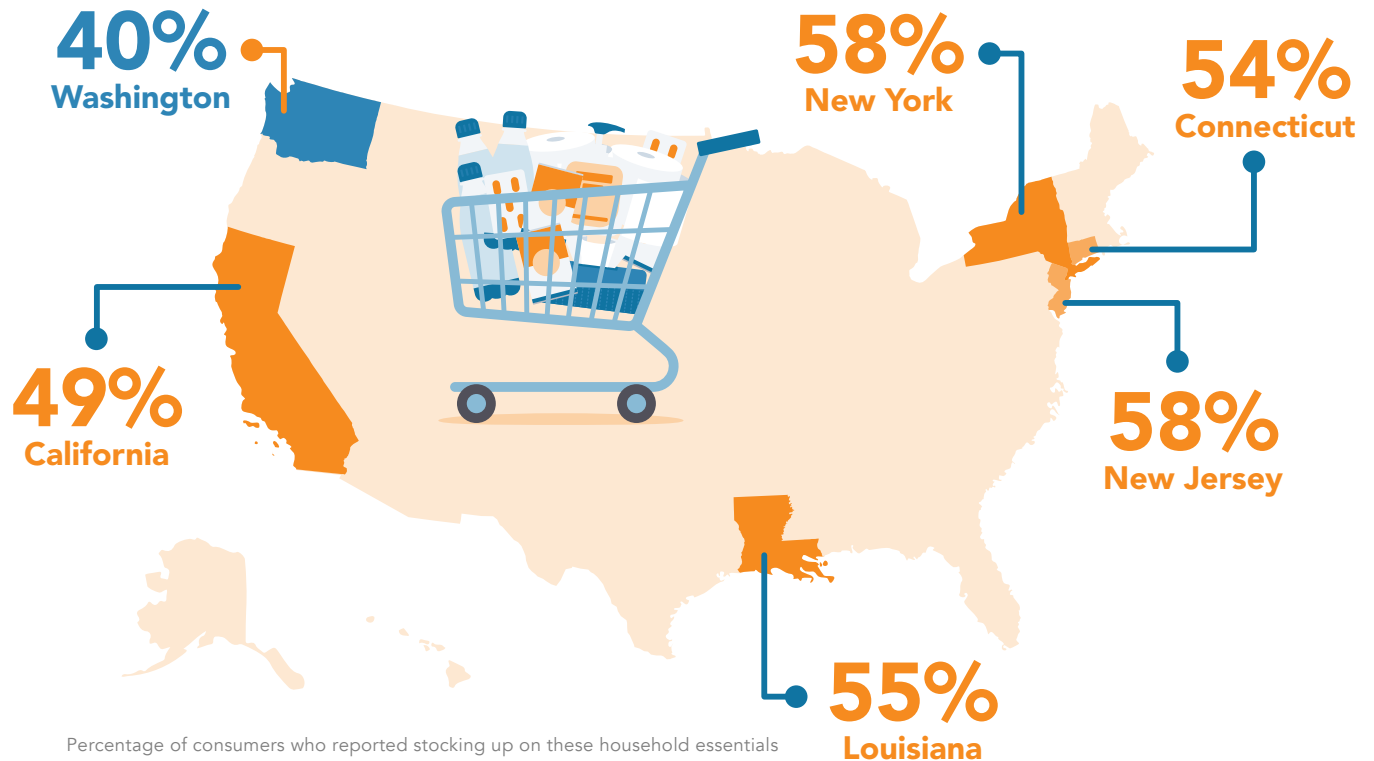 40%
Washington
58%
New York
54%
Connecticut
49%
California
58%
New Jersey
55%
Louisiana
Percentage of consumers who reported stocking up on these household essentials